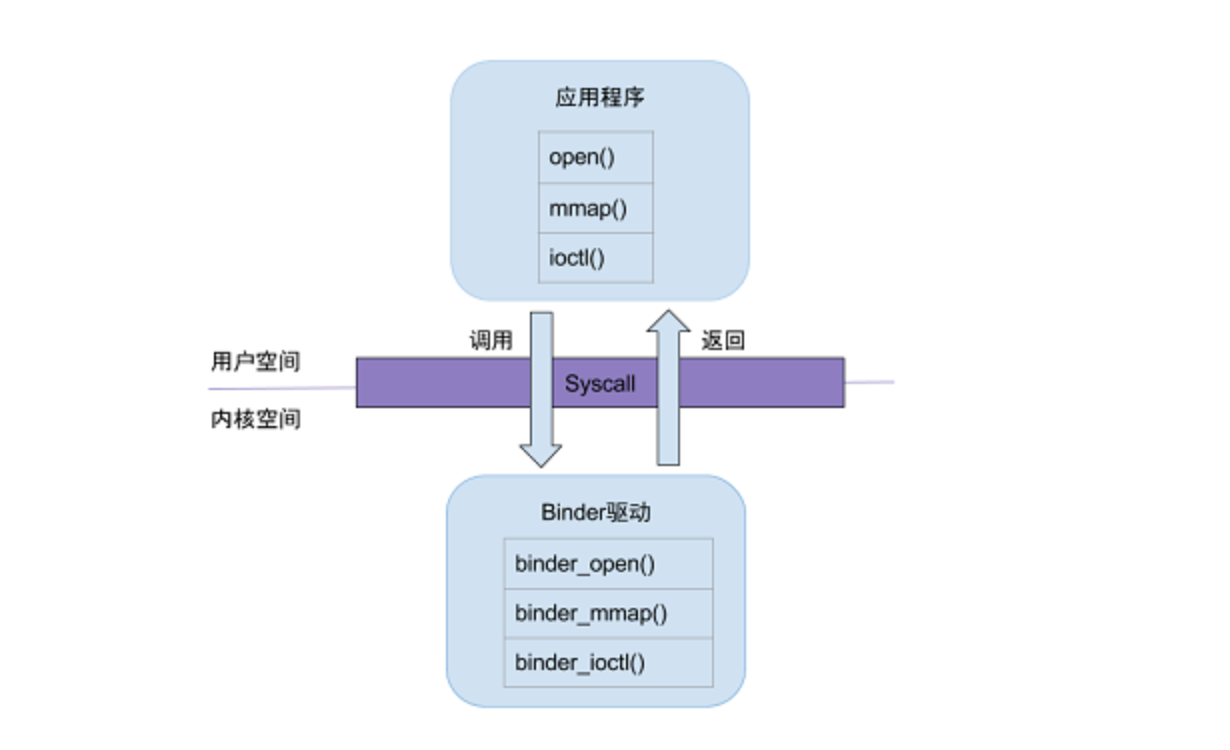 应用程序
open()
mmap()
ioctl()
调用
返回
用户空间
Syscall
内核空间
Binder驱动
binder_open()
binder_mmap()
binder_ioctl()